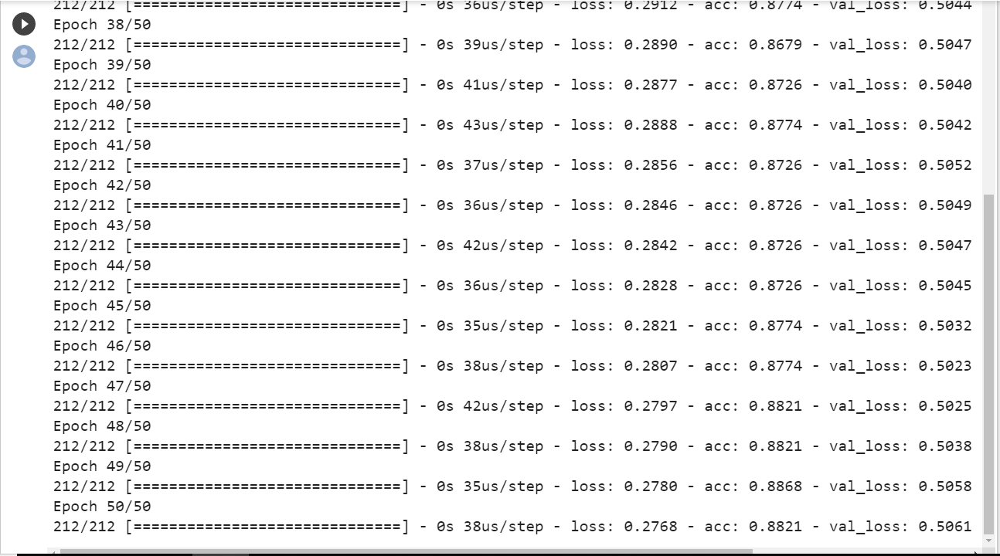 212/212 [==============================] - 0s 36us/step - loss: 0.2912 - acc: 0.8774 - val_loss: 0.5044
Epoch 38/50
212/212 [==============================] - 0s 39us/step - loss: 0.2890 - acc: 0.8679 - val_loss: 0.5047
Epoch 39/50
212/212 [==============================] - 0s 41us/step - loss: 0.2877 - acc: 0.8726 - val_loss: 0.5040
Epoch 40/50
212/212 [==============================] - 0s 43us/step - loss: 0.2888 - acc: 0.8774 - val_loss: 0.5042
Epoch 41/50
212/212 [==============================] - 0s 37us/step - loss: 0.2856 - acc: 0.8726 - val_loss: 0.5052
Epoch 42/50
212/212 [==============================] - 0s 36us/step - loss: 0.2846 - acc: 0.8726 - val_loss: 0.5049
Epoch 43/50
212/212 [==============================] - 0s 42us/step - loss: 0.2842 - acc: 0.8726 - val_loss: 0.5047
Epoch 44/50
212/212 [==============================] - 0s 36us/step - loss: 0.2828 - acc: 0.8726 - val_loss: 0.5045
Epoch 45/50
212/212 [==============================] - 0s 35us/step - loss: 0.2821 - acc: 0.8774 - val_loss: 0.5032
Epoch 46/50
212/212 [==============================] - 0s 38us/step - loss: 0.2807 - acc: 0.8774 - val_loss: 0.5023
Epoch 47/50
212/212 [==============================] - 0s 42us/step - loss: 0.2797 - acc: 0.8821 - val_loss: 0.5025
Epoch 48/50
212/212 [==============================] - 0s 38us/step - loss: 0.2790 - acc: 0.8821 - val_loss: 0.5038
Epoch 49/50
212/212 [==============================] - 0s 35us/step - loss: 0.2780 - acc: 0.8868 - val_loss: 0.5058
Epoch 50/50
212/212 [==============================] - 0s 38us/step - loss: 0.2768 - acc: 0.8821 - val_loss: 0.5061